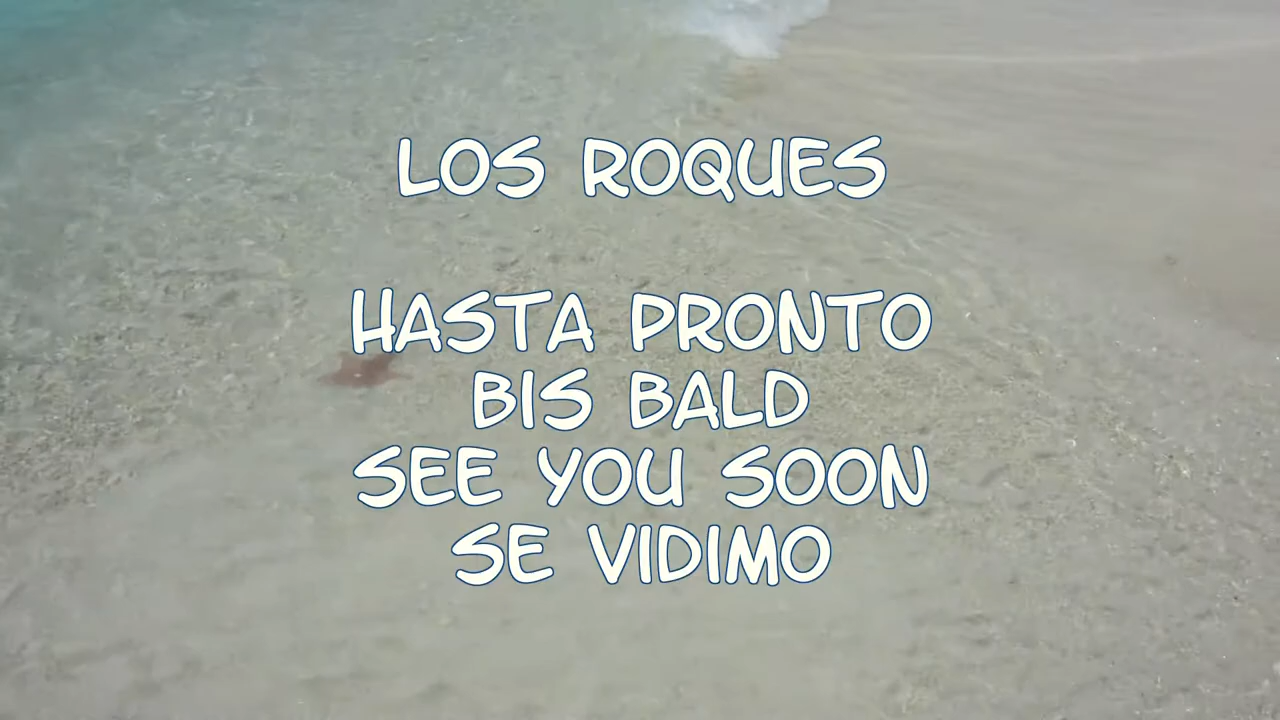 LOS ROQUES
HASTA PRONTO
BIS BALD
SEE YOU SOON
SE VIDIMO